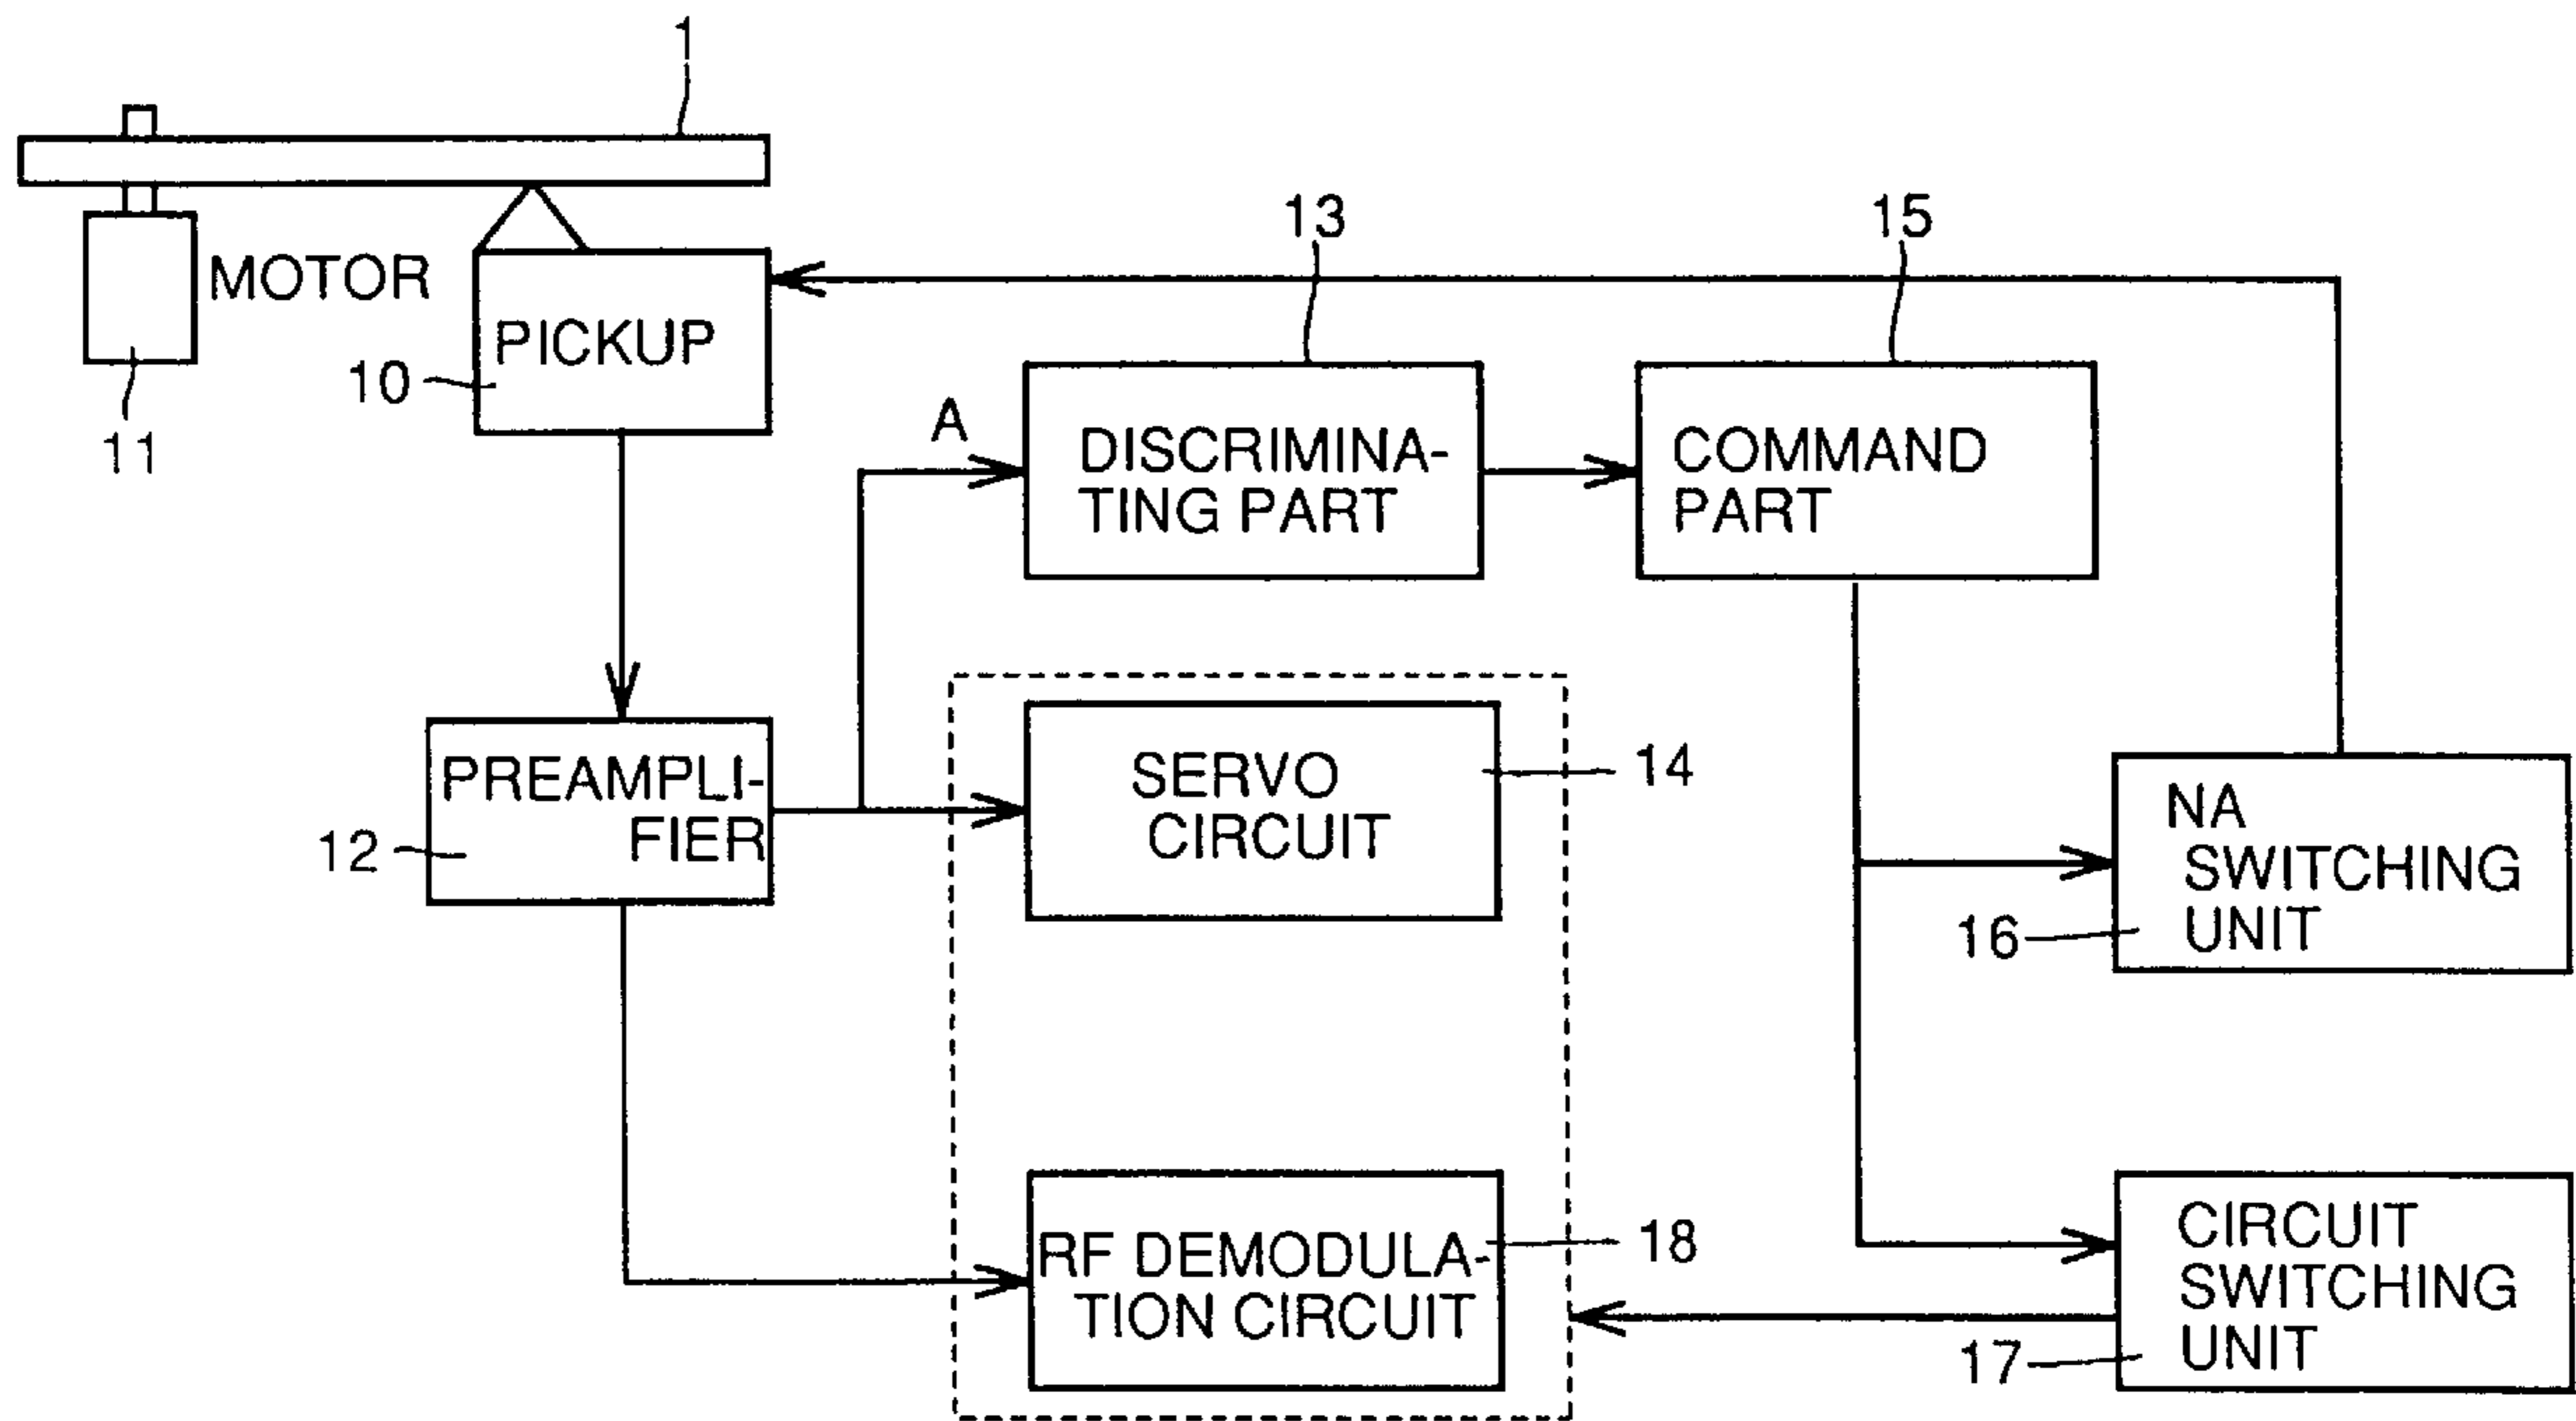 1
MOTOR
11
PICKUP
10
13
15
A
DISCRIMINA-
TING PART
COMMAND
PART
PREAMPLI-
FIER
12
SERVO
CIRCUIT
14
NA
SWITCHING
UNIT
16
RF DEMODULA-
TION CIRCUIT
18
CIRCUIT
SWITCHING
UNIT
17